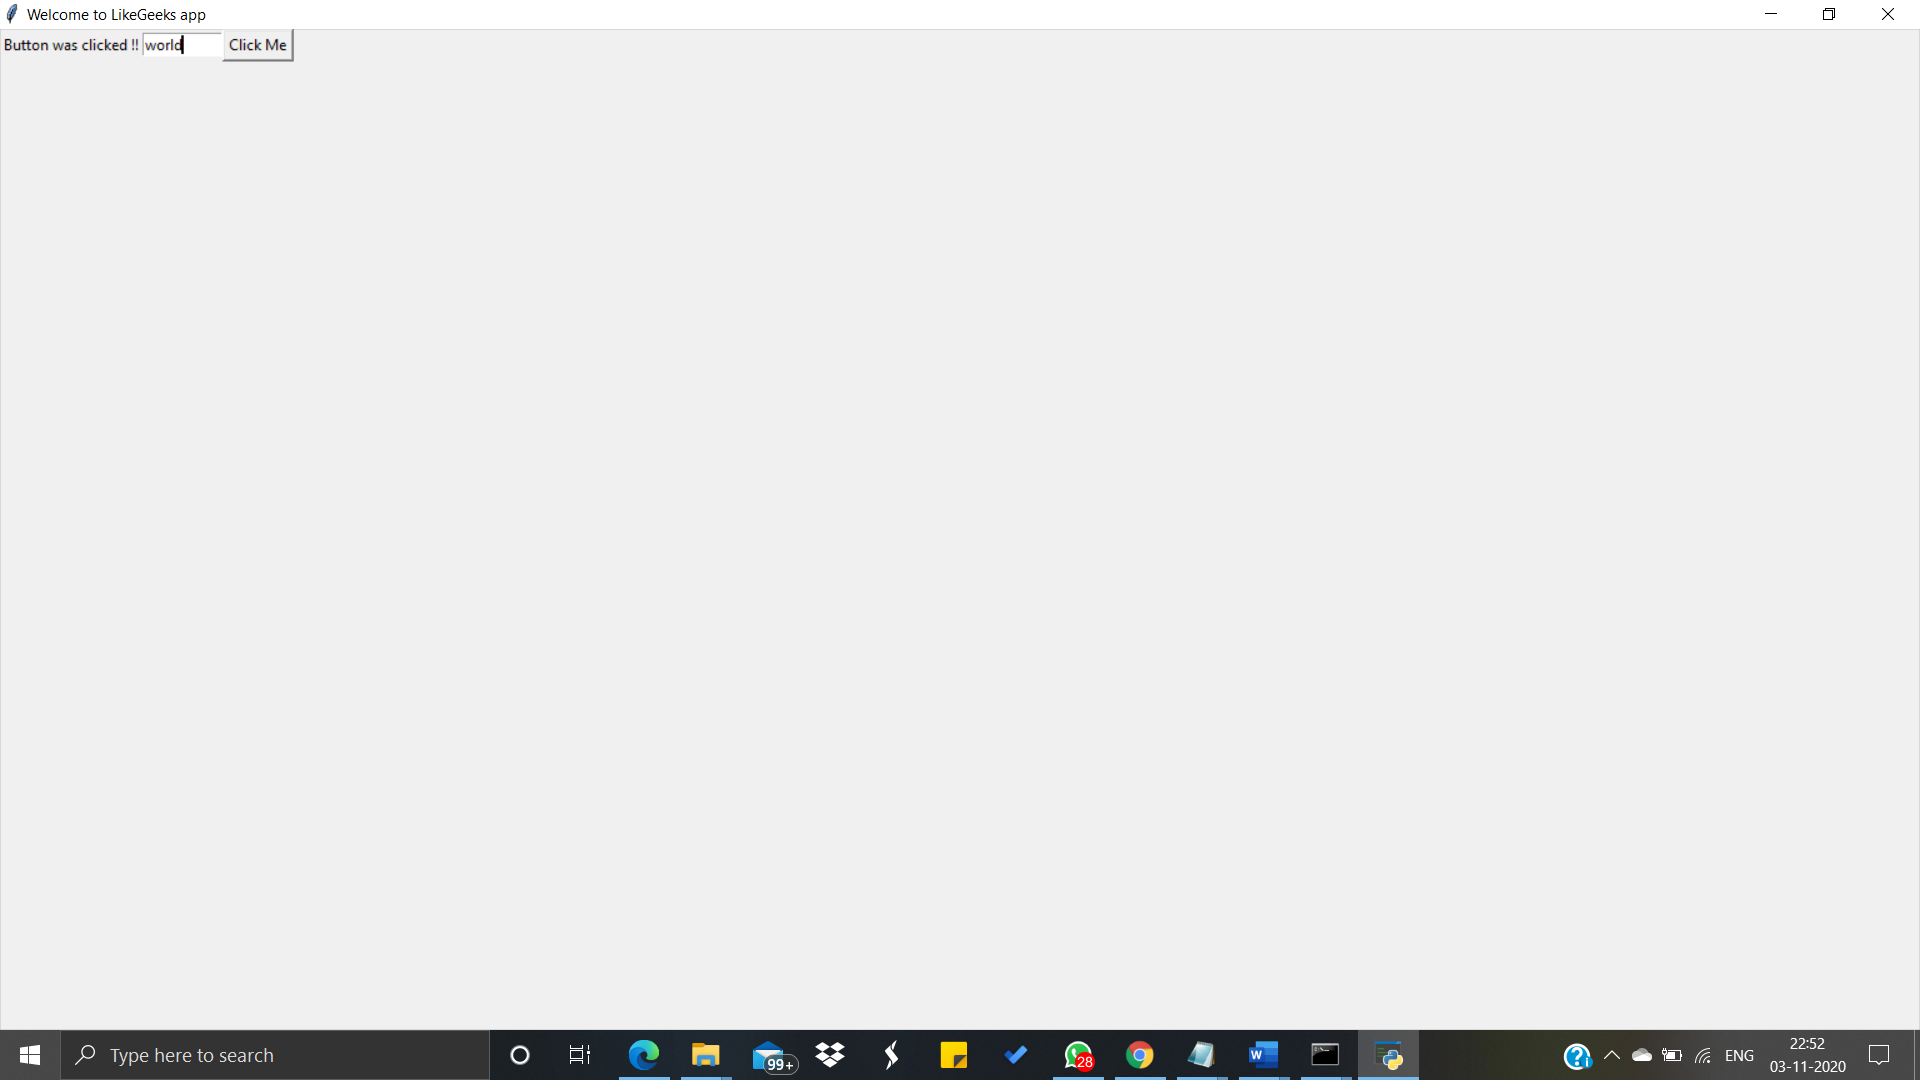 Welcome to LikeGeeks app
Button was clicked !! world Click Me
Type here to search
99+
28
ENG
22:52
03-11-2020